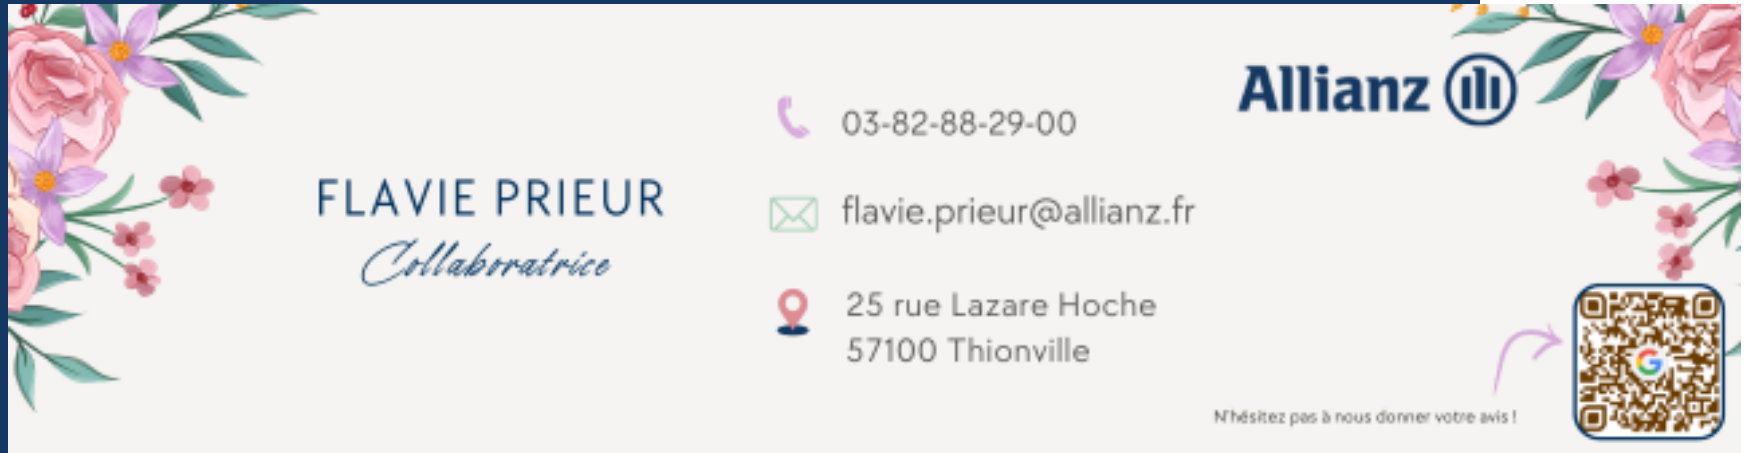 FLAVIE PRIEUR
Collaboratrice
03-82-88-29-00
flavie.prieur@allianz.fr
25 rue Lazare Hoche
57100 Thionville
Allianz
N'hésitez pas à nous donner votre avis !
G